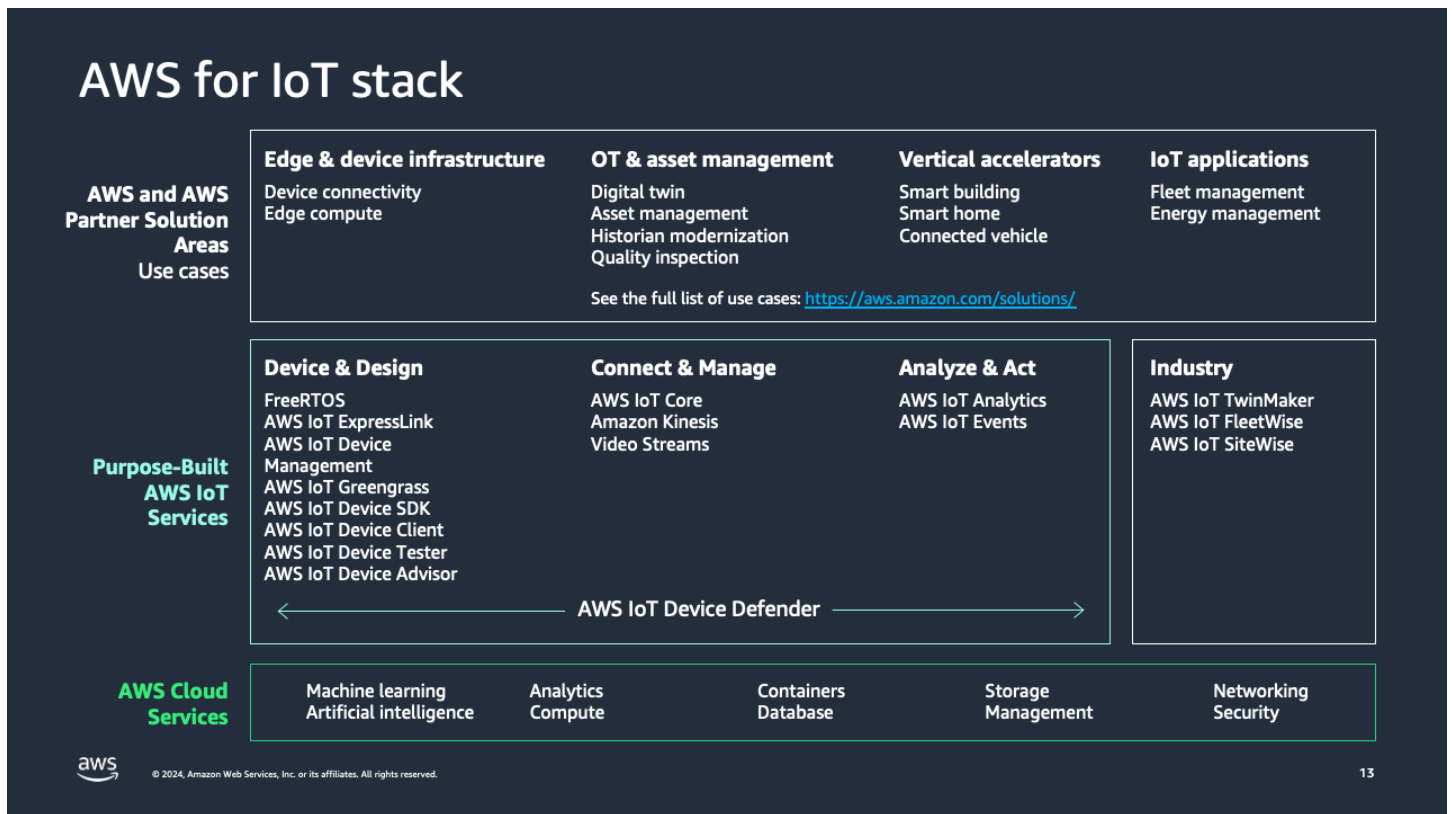 AWS for IoT stack
AWS and AWS
Partner Solution
Areas
Use cases
Edge & device infrastructure
Device connectivity
Edge compute
OT & asset management
Digital twin
Asset management
Historian modernization
Quality inspection
Vertical accelerators
Smart building
Smart home
Connected vehicle
IoT applications
Fleet management
Energy management
See the full list of use cases: https://aws.amazon.com/solutions/
Purpose-Built
AWS IoT
Services
Device & Design
FreeRTOS
AWS IoT ExpressLink
AWS IoT Device
Management
AWS IoT Greengrass
AWS IoT Device SDK
AWS IoT Device Client
AWS IoT Device Tester
AWS IoT Device Advisor
Connect & Manage
AWS IoT Core
Amazon Kinesis
Video Streams
Analyze & Act
AWS IoT Analytics
AWS IoT Events
AWS IoT Device Defender
Industry
AWS IoT TwinMaker
AWS IoT FleetWise
AWS IoT SiteWise
AWS Cloud
Services
Machine learning
Artificial intelligence
Analytics
Compute
Containers
Database
Storage
Management
Networking
Security
aws
© 2024, Amazon Web Services, Inc. or its affiliates. All rights reserved.
13